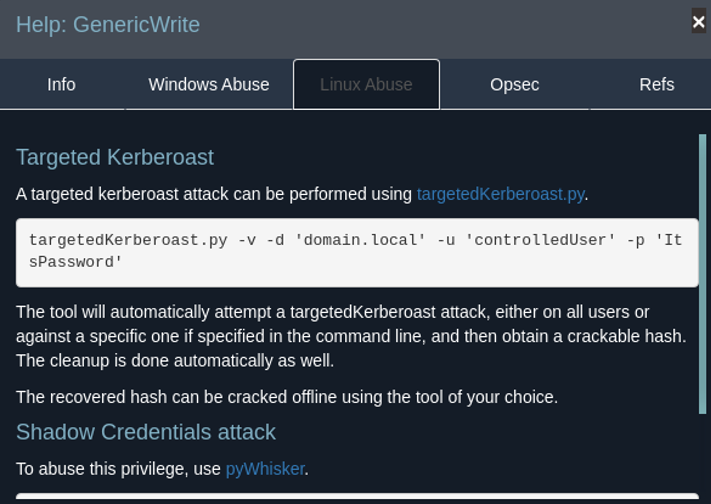 Help: GenericWrite
×
Info
Windows Abuse
Linux Abuse
Opsec
Refs
Targeted Kerberoast
A targeted kerberoast attack can be performed using targetedKerberoast.py.
targetedKerberoast.py -v -d 'domain.local' -u 'controlledUser' -p 'It
sPassword'
The tool will automatically attempt a targetedKerberoast attack, either on all users or
against a specific one if specified in the command line, and then obtain a crackable hash.
The cleanup is done automatically as well.
The recovered hash can be cracked offline using the tool of your choice.
Shadow Credentials attack
To abuse this privilege, use pyWhisker.